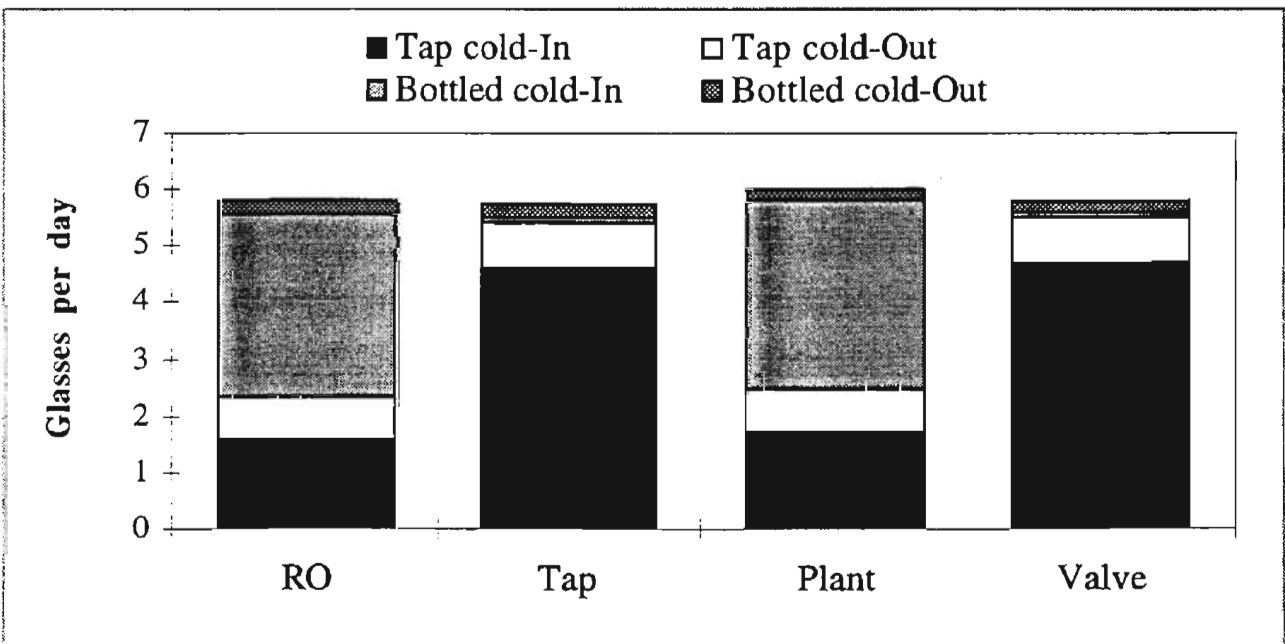 Tap cold-In Tap cold-Out
Bottled cold-In Bottled cold-Out
7
6
5
4
3
2
1
0
Glasses per day
RO Tap Plant Valve